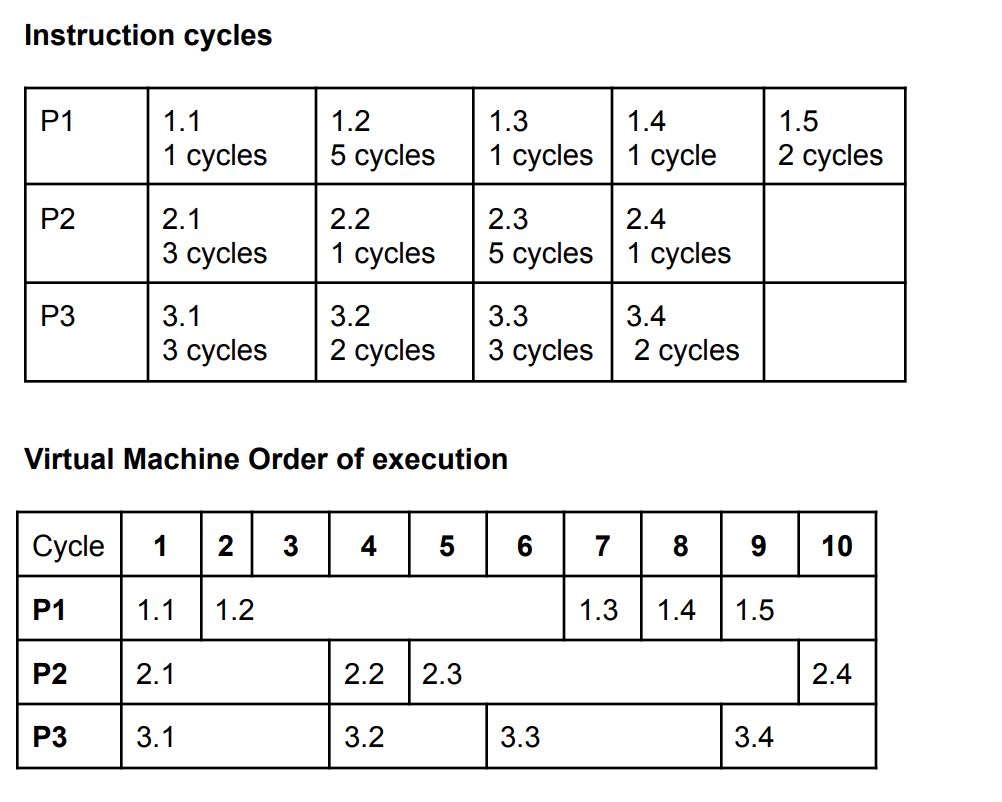 Instruction cycles
P1 1.1 1.2 1.3 1.4 1.5
1 cycles 5 cycles 1 cycles 1 cycle 2 cycles
P2 2.1 2.2 2.3 2.4
3 cycles 1 cycles 5 cycles 1 cycles
P3 3.1 3.2 3.3 3.4
3 cycles 2 cycles 3 cycles 2 cycles
Virtual Machine Order of execution
Cycle 1 2 3 4 5 6 7 8 9 10
P1 1.1 1.2 1.3 1.4 1.5
P2 2.1 2.2 2.3 2.4
P3 3.1 3.2 3.3 3.4